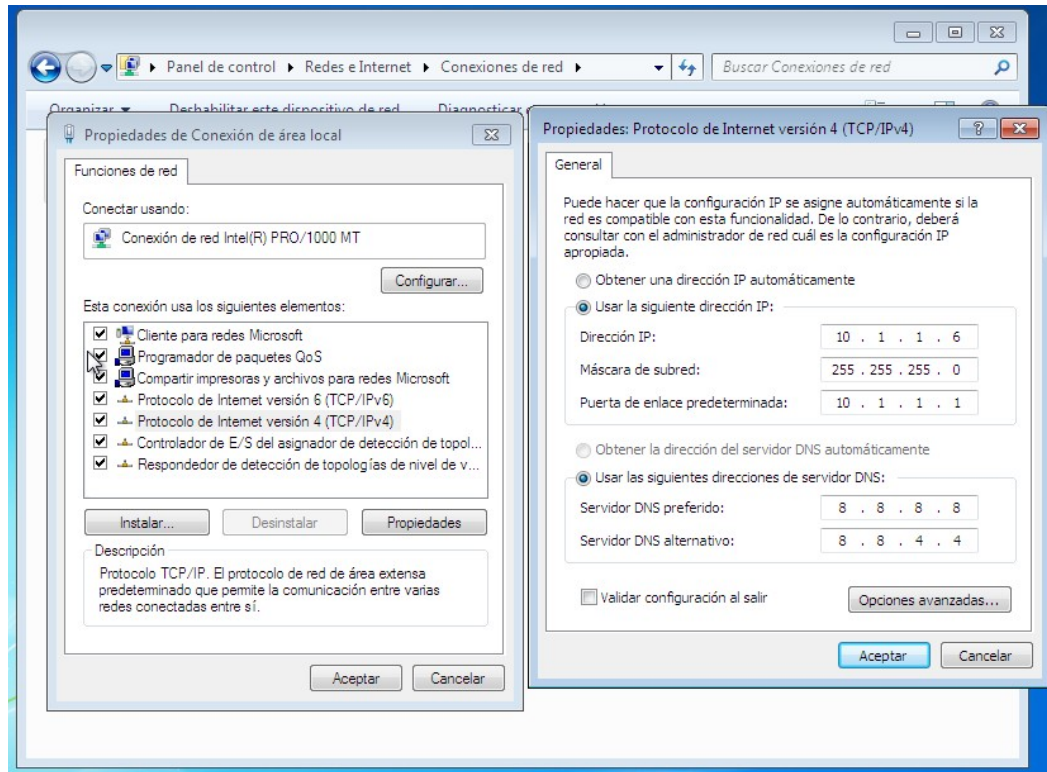 Panel de control ▸ Redes e Internet ▸ Conexiones de red ▸
Buscar Conexiones de red
Organizar
Deshabilitar este dispositivo de red
Diagnosticar
Propiedades de Conexión de área local
Funciones de red
Conectar usando:
Conexión de red Intel(R) PRO/1000 MT
Configurar...
Esta conexión usa los siguientes elementos:
Cliente para redes Microsoft
Programador de paquetes QoS
Compartir impresoras y archivos para redes Microsoft
Protocolo de Internet versión 6 (TCP/IPv6)
Protocolo de Internet versión 4 (TCP/IPv4)
Controlador de E/S del asignador de detección de topol...
Respondedor de detección de topologías de nivel de v...
Instalar...
Desinstalar
Propiedades
Descripción
Protocolo TCP/IP. El protocolo de red de área extensa
predeterminado que permite la comunicación entre varias
redes conectadas entre sí.
Aceptar
Cancelar
Propiedades: Protocolo de Internet versión 4 (TCP/IPv4)
General
Puede hacer que la configuración IP se asigne automáticamente si la
red es compatible con esta funcionalidad. De lo contrario, deberá
consultar con el administrador de red cuál es la configuración IP
apropiada.
Obtener una dirección IP automáticamente
Usar la siguiente dirección IP:
Dirección IP: 10 . 1 . 1 . 6
Máscara de subred: 255 . 255 . 255 . 0
Puerta de enlace predeterminada: 10 . 1 . 1 . 1
Obtener la dirección del servidor DNS automáticamente
Usar las siguientes direcciones de servidor DNS:
Servidor DNS preferido: 8 . 8 . 8 . 8
Servidor DNS alternativo: 8 . 8 . 4 . 4
Validar configuración al salir
Opciones avanzadas...
Aceptar
Cancelar